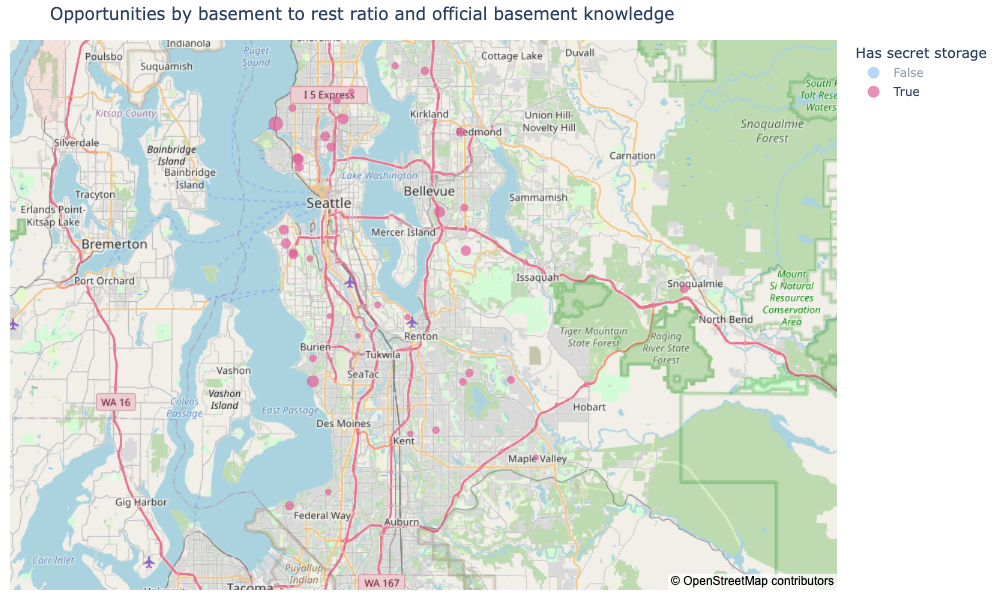 Opportunities by basement to rest ratio and official basement knowledge
Has secret storage
False
True
Poulsbo
Indianola
Suquamish
Puget
Sound
Cottage Lake
Duvall
I 5 Express
Kitsap County
Kirkland
Redmond
Union Hill-
Novelty Hill
Snoqualmie
Forest
Silverdale
Bainbridge
Island
Bainbridge
Island
Lake Washington
Carnation
Tracyton
Bellevue
Sammamish
Seattle
Erlands Point-
Kitsap Lake
Bremerton
Mercer Island
Port Orchard
Issaquah
Snoqualmie
Mount
Si Natural
Resources
Conservation
Area
North Bend
Tiger Mountain
State Forest
Raging
River State
Forest
Renton
Burien
Tukwila
SeaTac
Vashon
Vashon
Island
WA 16
Colvos
Passage
East Passage
Hobart
Des Moines
Kent
Maple Valley
Gig Harbor
Federal Way
Auburn
Carr Inlet
Puyallup
Indian
Tacoma
WA 167
© OpenStreetMap contributors